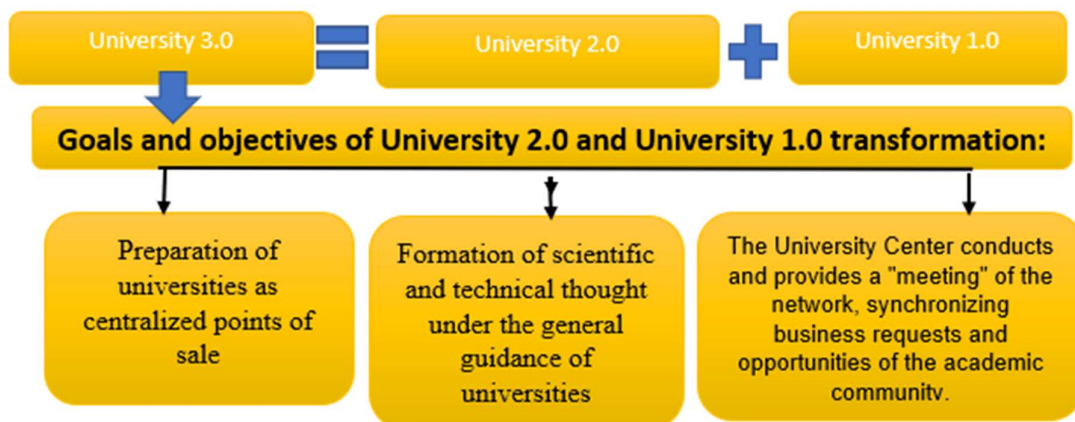 University 3.0
University 2.0
University 1.0
Goals and objectives of University 2.0 and University 1.0 transformation:
Preparation of
universities as
centralized points of
sale
Formation of scientific
and technical thought
under the general
guidance of
universities
The University Center conducts
and provides a "meeting" of the
network, synchronizing
business requests and
opportunities of the academic
community.